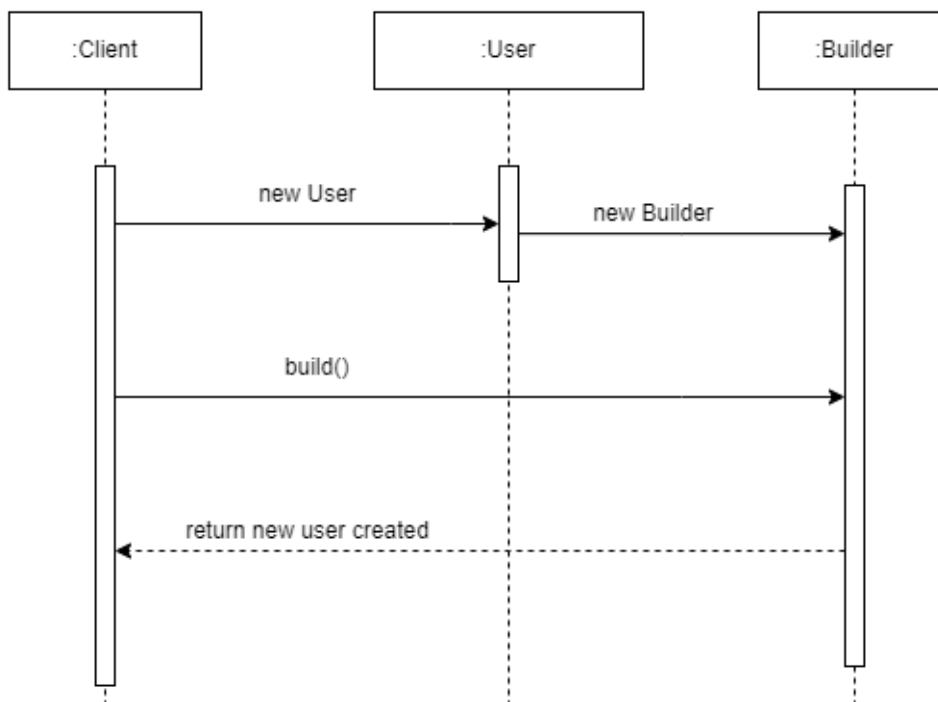 :Client
:User
:Builder
new User
new Builder
build()
return new user created